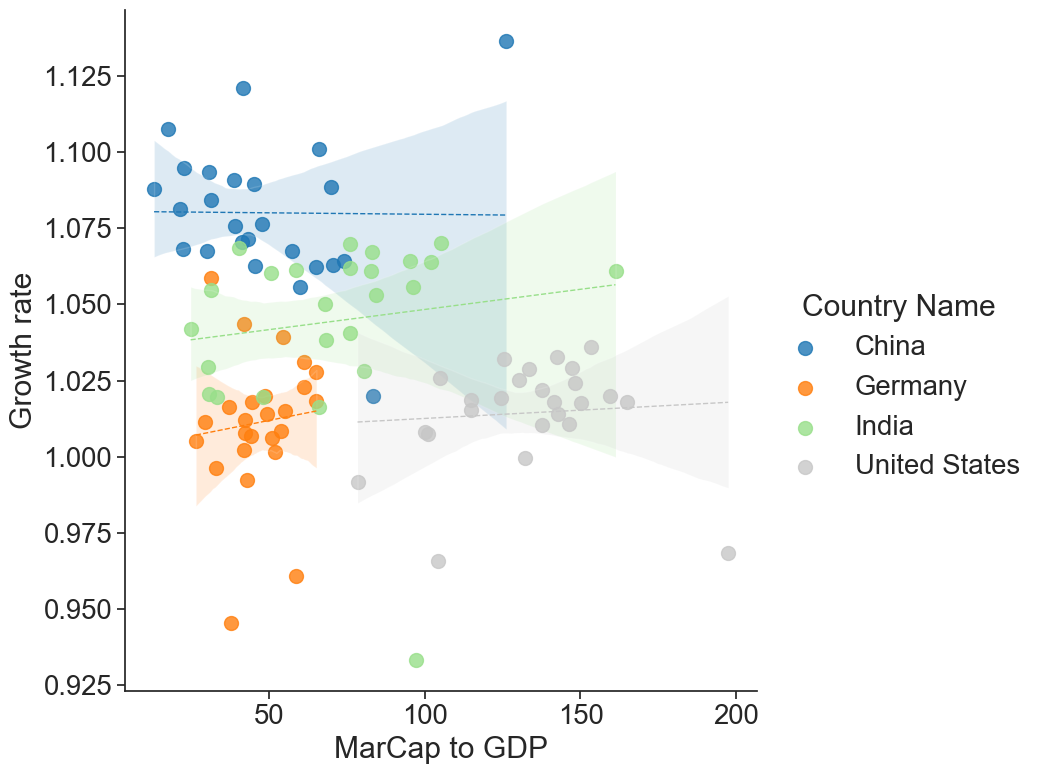 1.125
1.100
1.075
1.050
1.025
1.000
0.975
0.950
0.925
Growth rate
50
100
150
200
MarCap to GDP
Country Name
China
Germany
India
United States